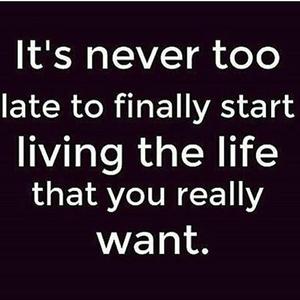 It's never too
late to finally start
living the life
that you really
want.